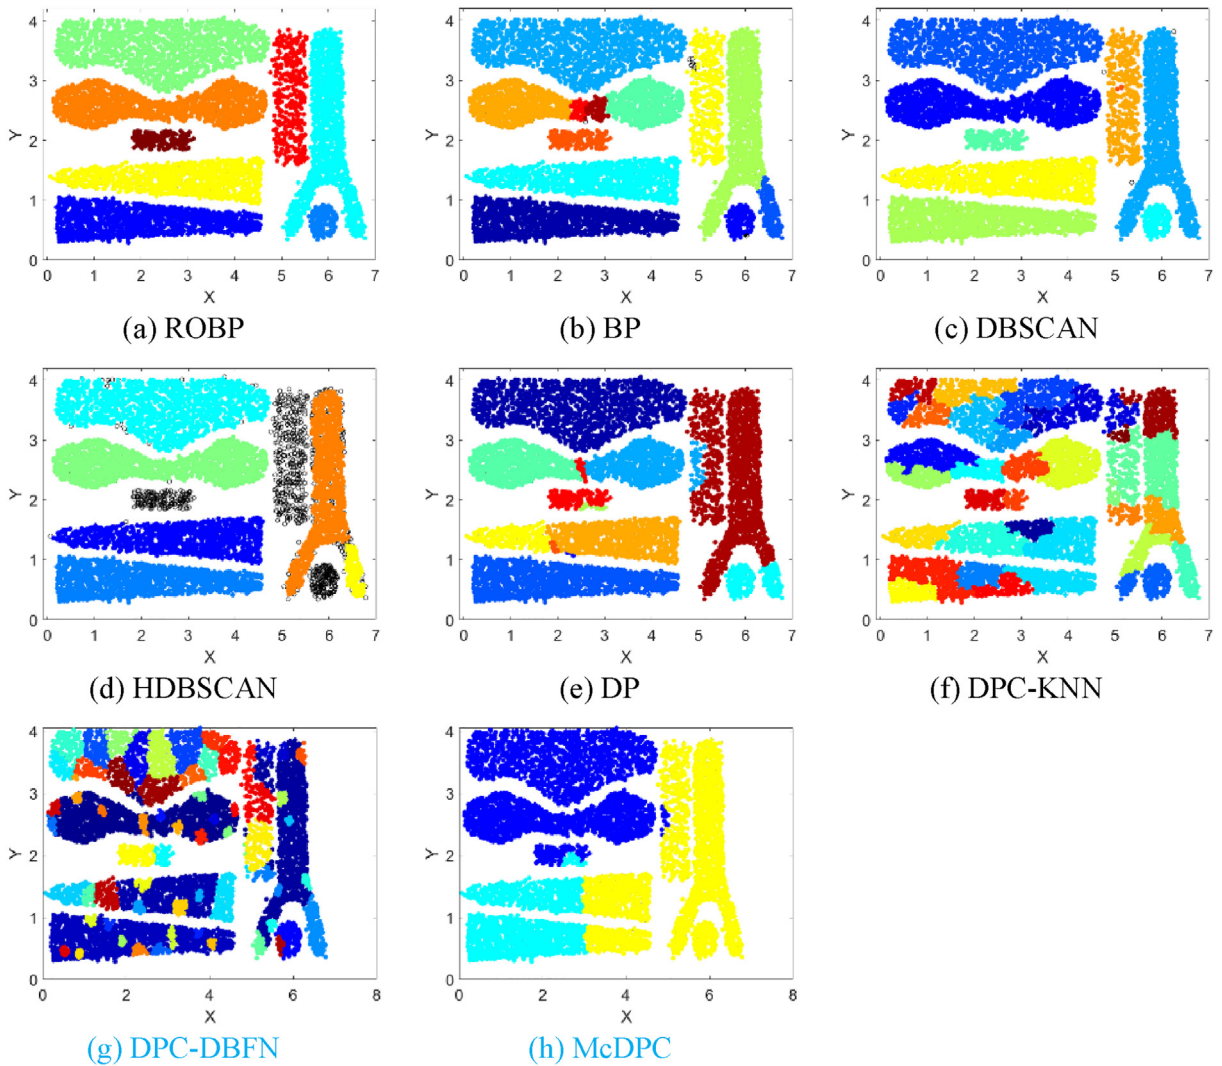 4
3
2
1
0
Y
0 1 2 3 4 5 6 7
X
(a) ROBP
4
3
2
1
0
Y
0 1 2 3 4 5 6 7
X
(b) BP
4
3
2
1
0
Y
0 1 2 3 4 5 6 7
X
(c) DBSCAN
4
3
2
1
0
Y
0 1 2 3 4 5 6 7
X
(d) HDBSCAN
4
3
2
1
0
Y
0 1 2 3 4 5 6 7
X
(e) DP
4
3
2
1
0
Y
0 1 2 3 4 5 6 7
X
(f) DPC-KNN
4
3
2
1
0
Y
0 2 4 6 8
X
(g) DPC-DBFN
4
3
2
1
0
Y
0 2 4 6 8
X
(h) McDPC